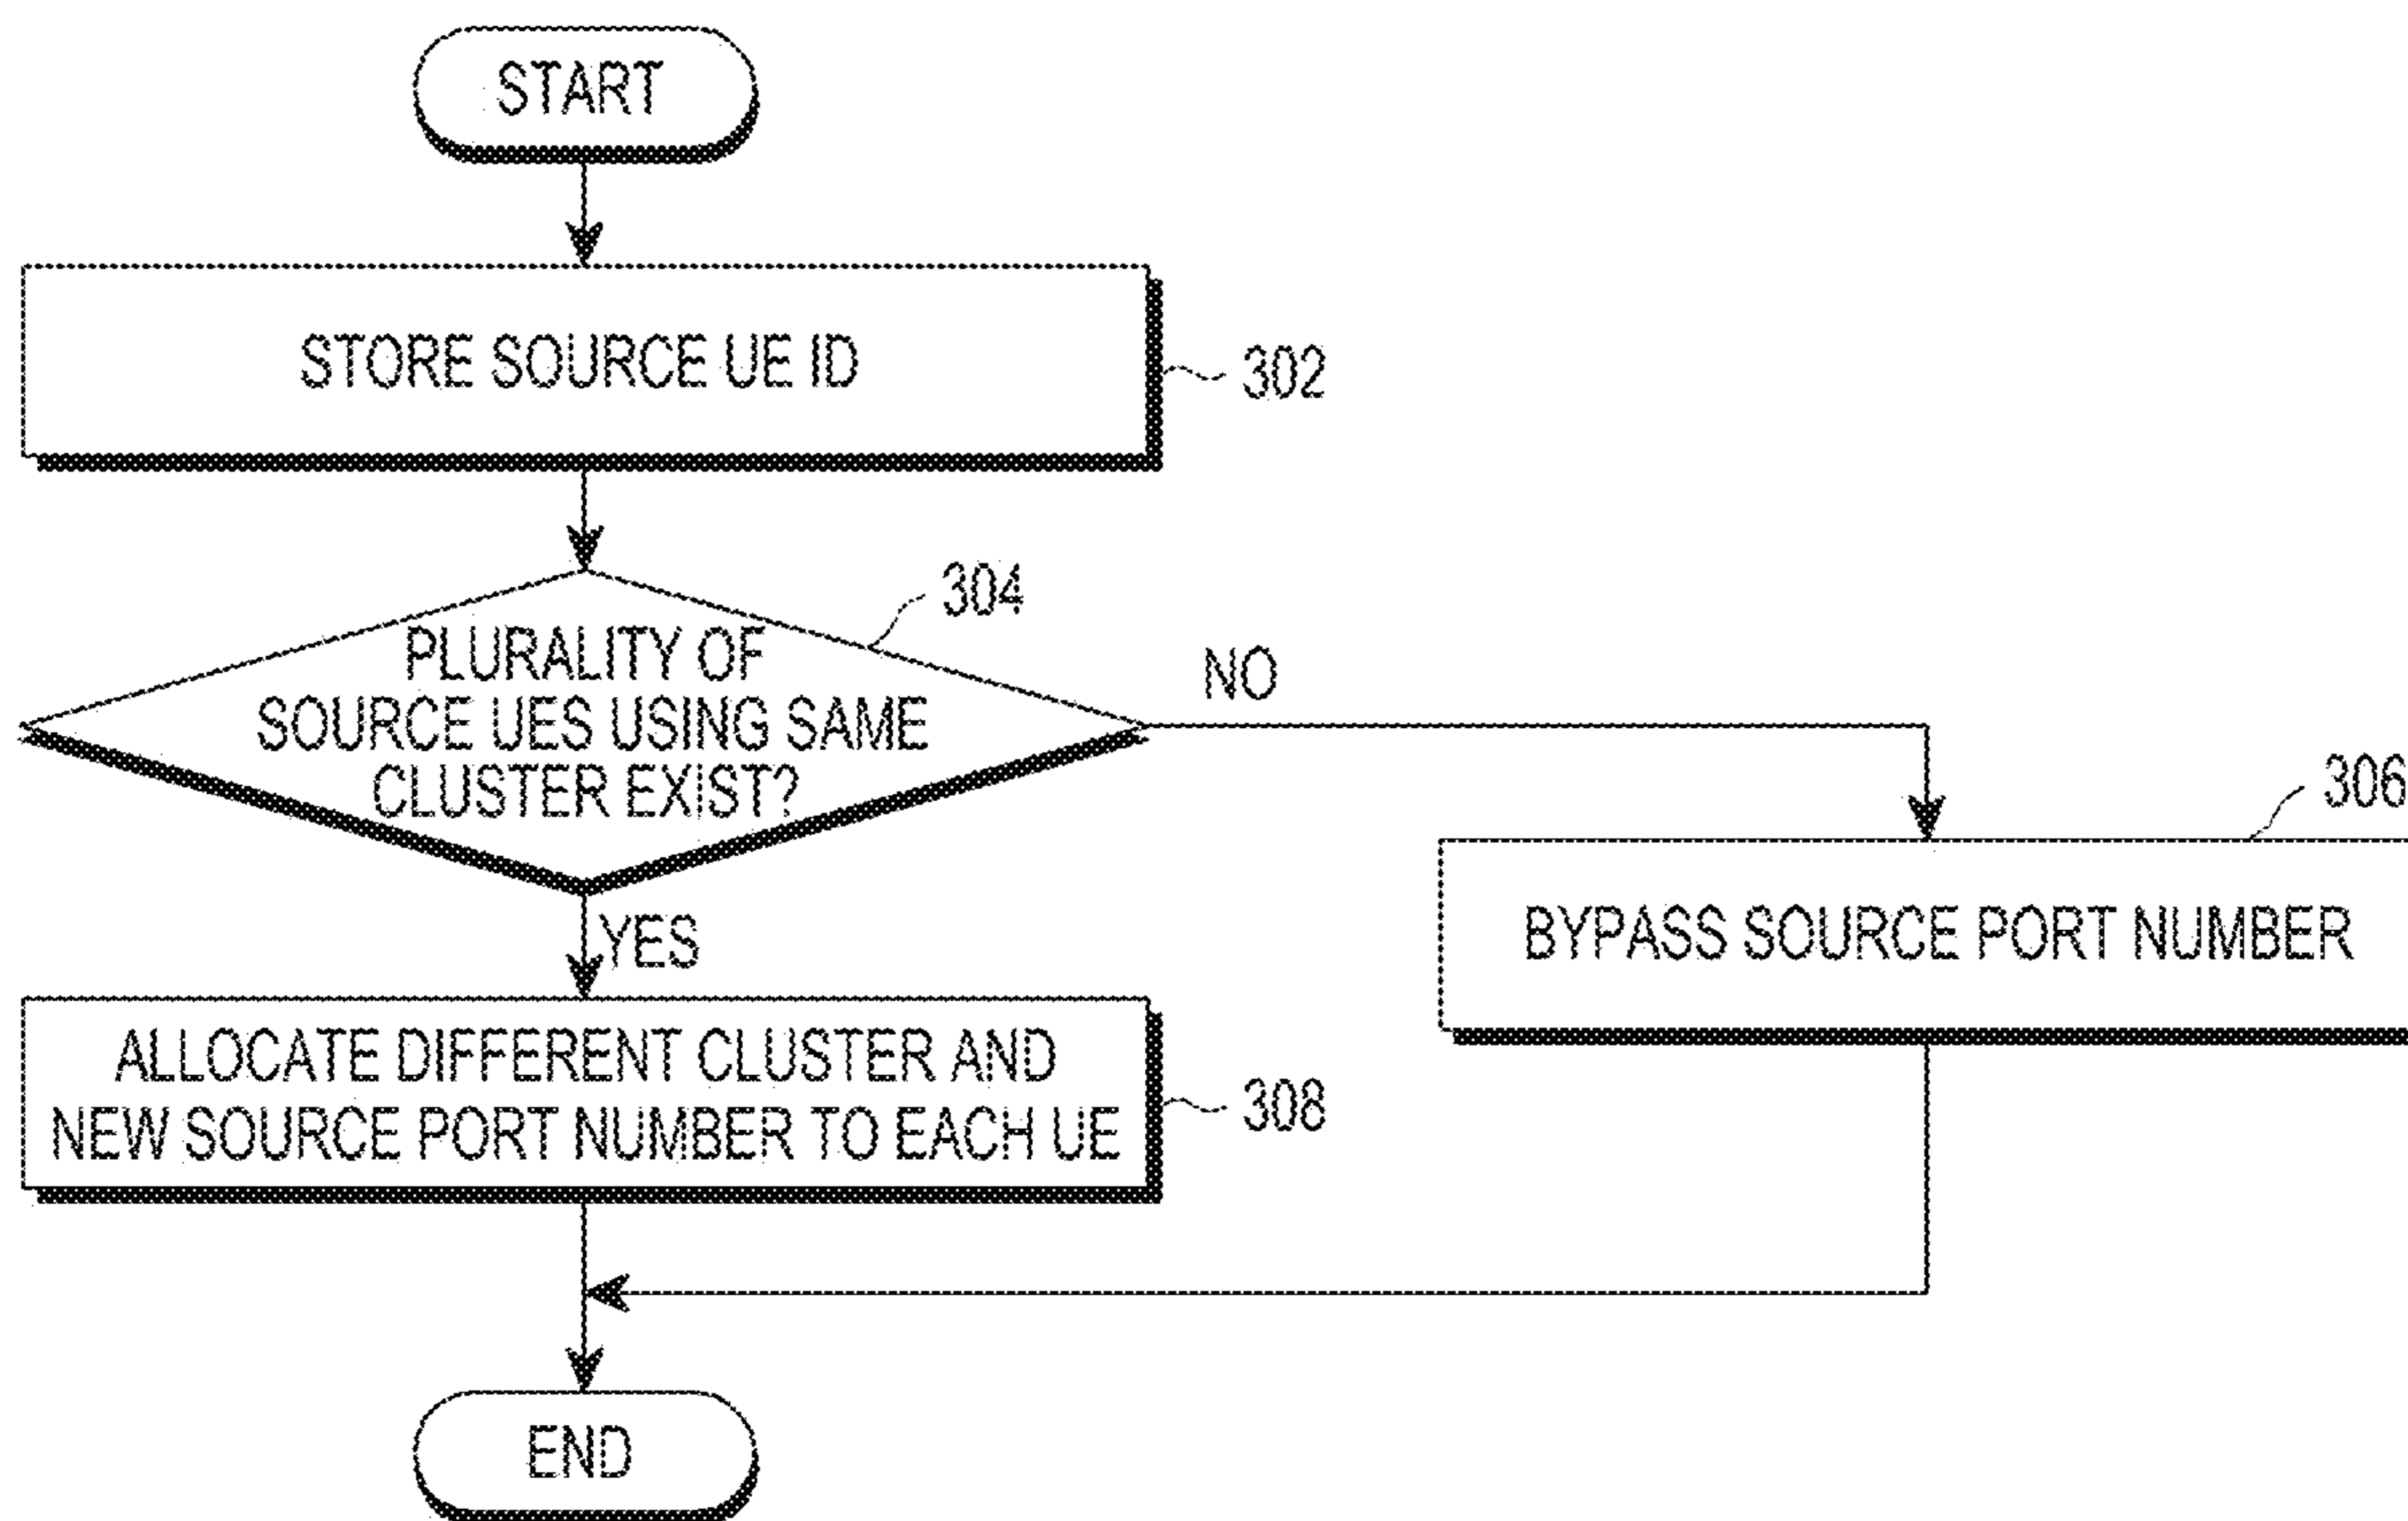 START
STORE SOURCE UE ID
302
304
PLURALITY OF
SOURCE UES USING SAME
CLUSTER EXIST?
NO
306
BYPASS SOURCE PORT NUMBER
YES
ALLOCATE DIFFERENT CLUSTER AND
NEW SOURCE PORT NUMBER TO EACH UE
308
END